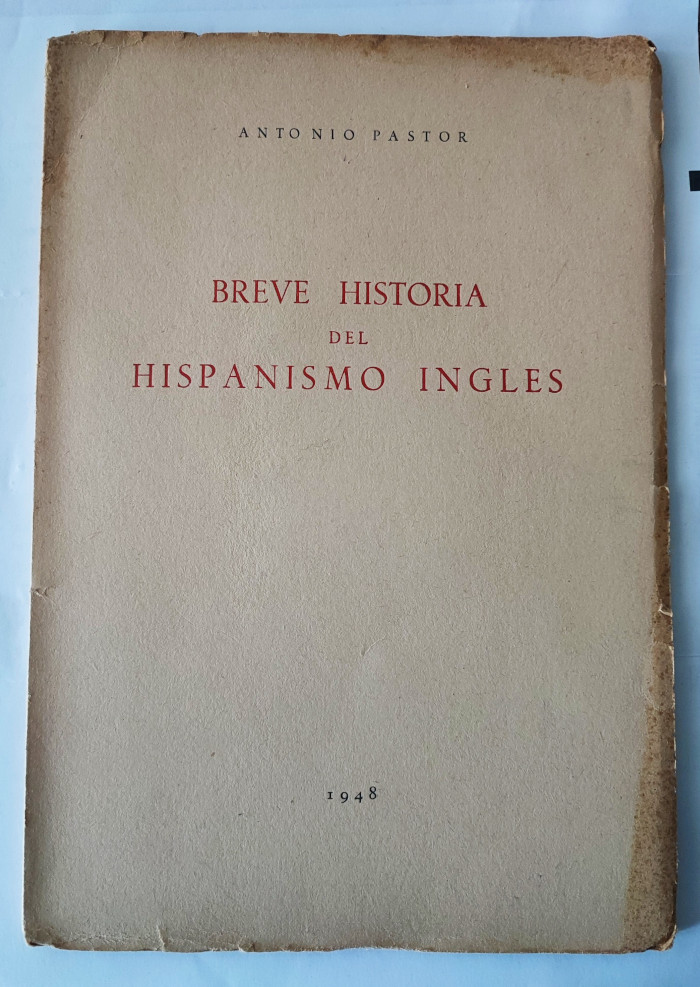 ANTONIO PASTOR
BREVE HISTORIA
DEL
HISPANISMO INGLES
1948